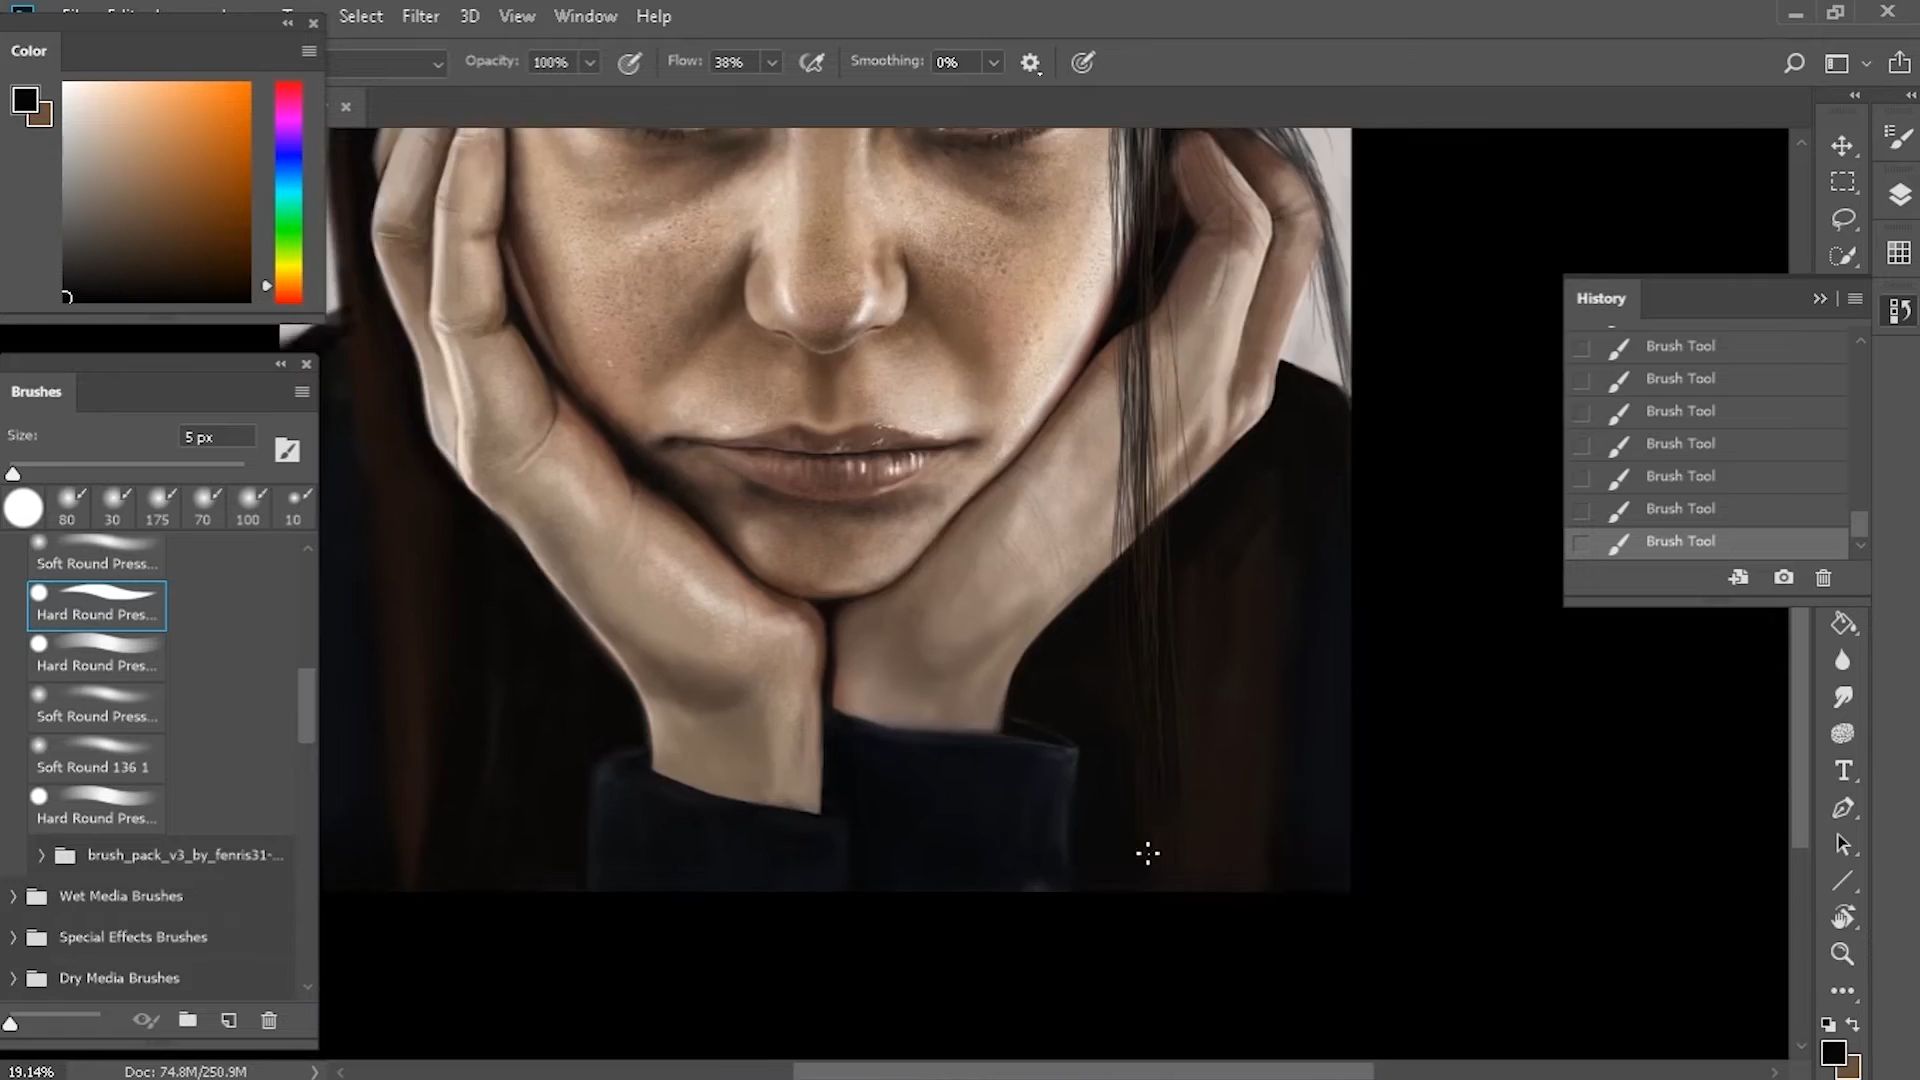 Select Filter 3D View Window Help
Color
Opacity: 100% Flow: 38% Smoothing: 0%
History
Brush Tool
Brush Tool
Brush Tool
Brush Tool
Brush Tool
Brush Tool
Brush Tool
Brushes
Size: 5 px
80 30 175 70 100 10
Soft Round Press...
Hard Round Pres...
Hard Round Pres...
Soft Round Press...
Soft Round 136 1
Hard Round Pres...
brush_pack_v3_by_fenris31-...
Wet Media Brushes
Special Effects Brushes
Dry Media Brushes
19.14% Doc: 74.8M/250.9M